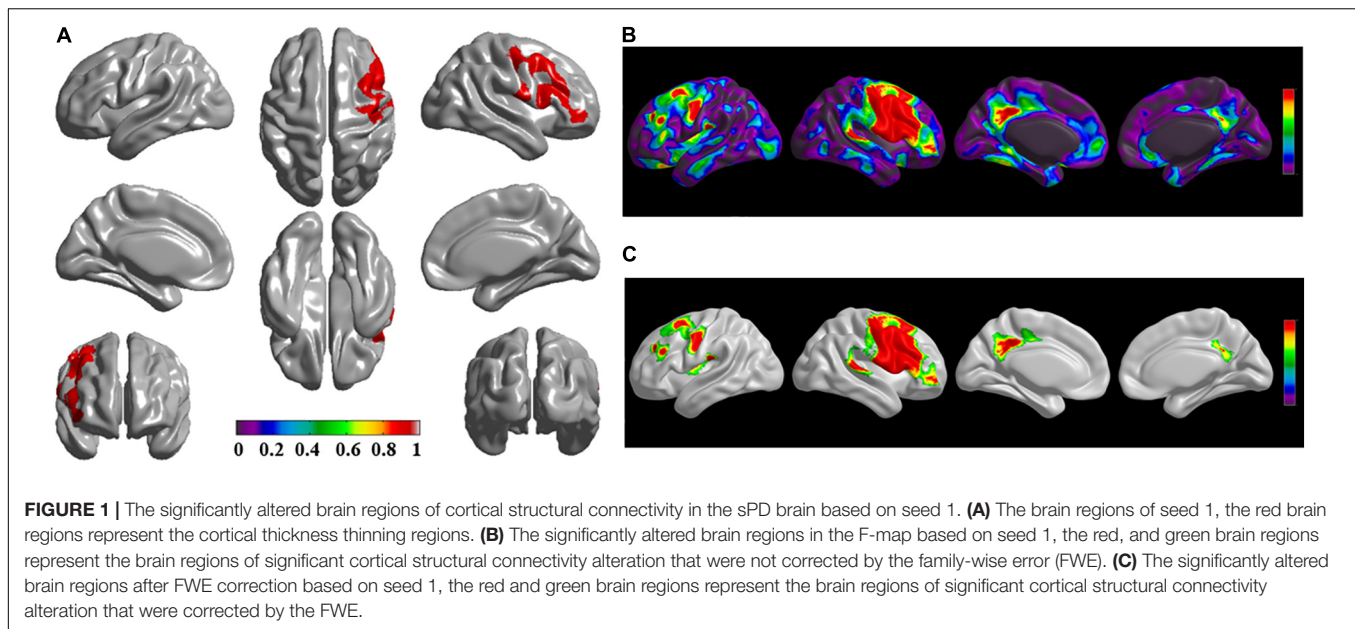 A
B
C
0 0.2 0.4 0.6 0.8 1
FIGURE 1 | The significantly altered brain regions of cortical structural connectivity in the sPD brain based on seed 1. (A) The brain regions of seed 1, the red brain
regions represent the cortical thickness thinning regions. (B) The significantly altered brain regions in the F-map based on seed 1, the red, and green brain regions
represent the brain regions of significant cortical structural connectivity alteration that were not corrected by the family-wise error (FWE). (C) The significantly altered
brain regions after FWE correction based on seed 1, the red and green brain regions represent the brain regions of significant cortical structural connectivity
alteration that were corrected by the FWE.